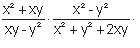 x² + xy / xy - y² · x² - y² / x² + y² + 2xy ·